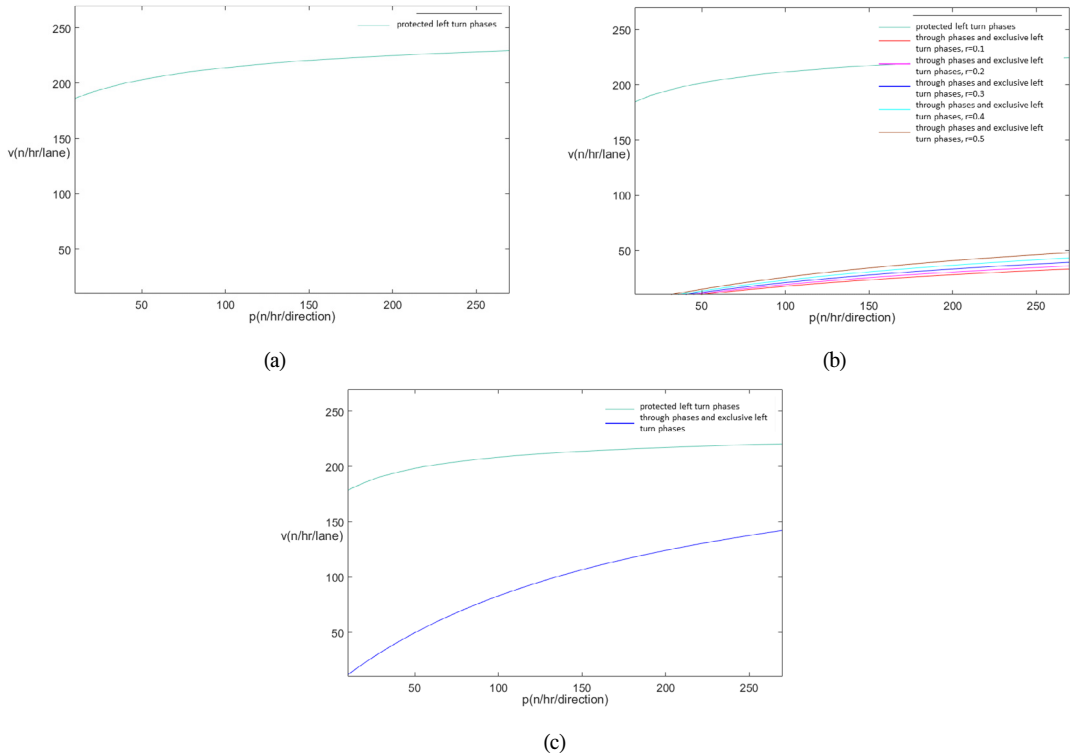 250
200
150
v(n/hr/lane)
100
50
50
100
150
200
250
p(n/hr/direction)
protected left turn phases
(a)
250
200
150
v(n/hr/lane)
100
50
50
100
150
200
250
p(n/hr/direction)
protected left turn phases
through phases and exclusive left
turn phases, r=0.1
through phases and exclusive left
turn phases, r=0.2
through phases and exclusive left
turn phases, r=0.3
through phases and exclusive left
turn phases, r=0.4
through phases and exclusive left
turn phases, r=0.5
(b)
250
200
150
v(n/hr/lane)
100
50
50
100
150
200
250
p(n/hr/direction)
protected left turn phases
through phases and exclusive left
turn phases
(c)